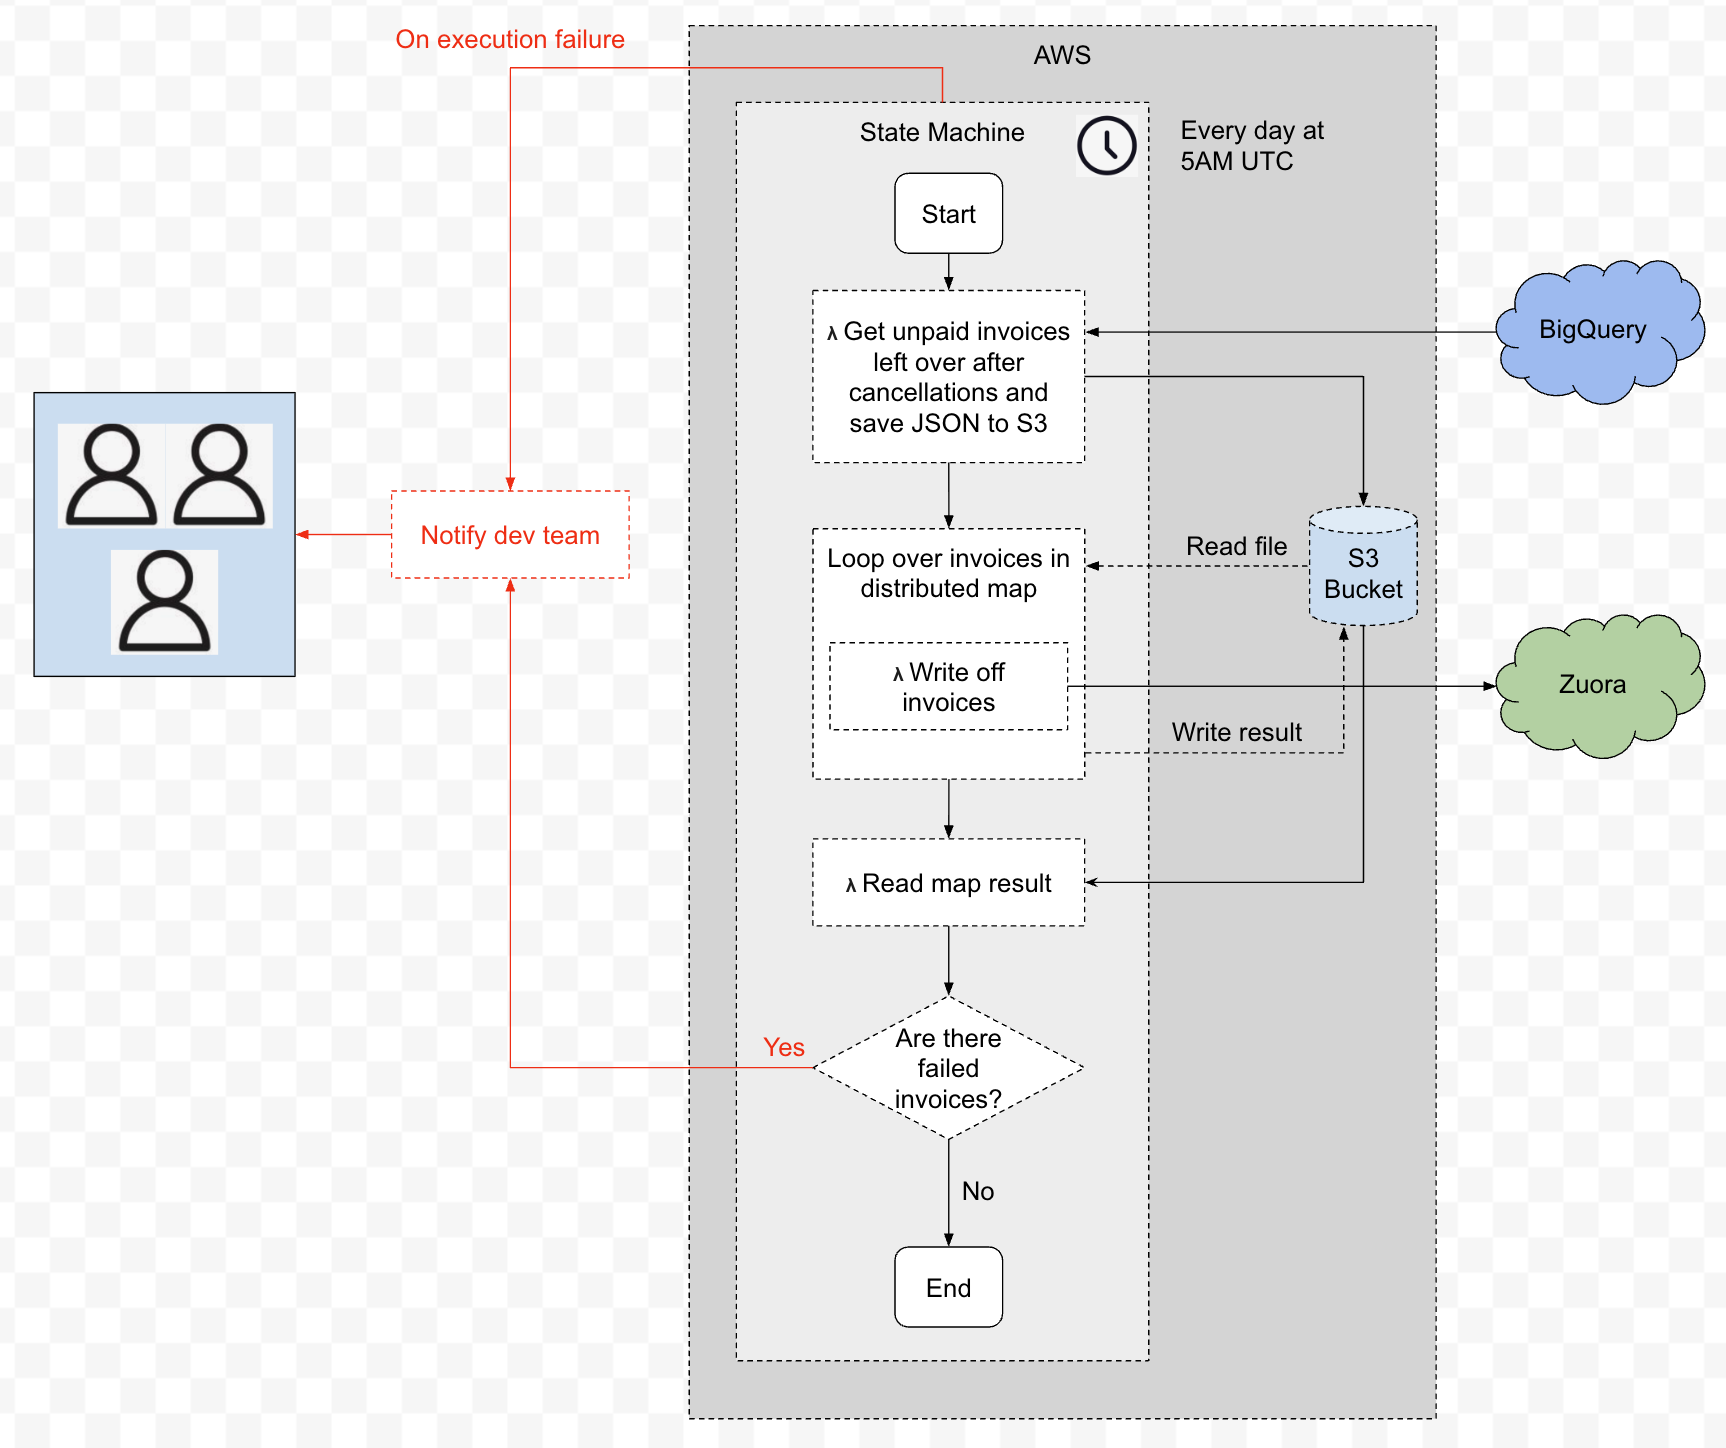 On execution failure
AWS
State Machine
Every day at
5AM UTC
Start
λ Get unpaid invoices
left over after
cancellations and
save JSON to S3
BigQuery
Notify dev team
Loop over invoices in
distributed map
Read file
S3
Bucket
λ Write off
invoices
Zuora
Write result
λ Read map result
Are there
failed
invoices?
Yes
No
End